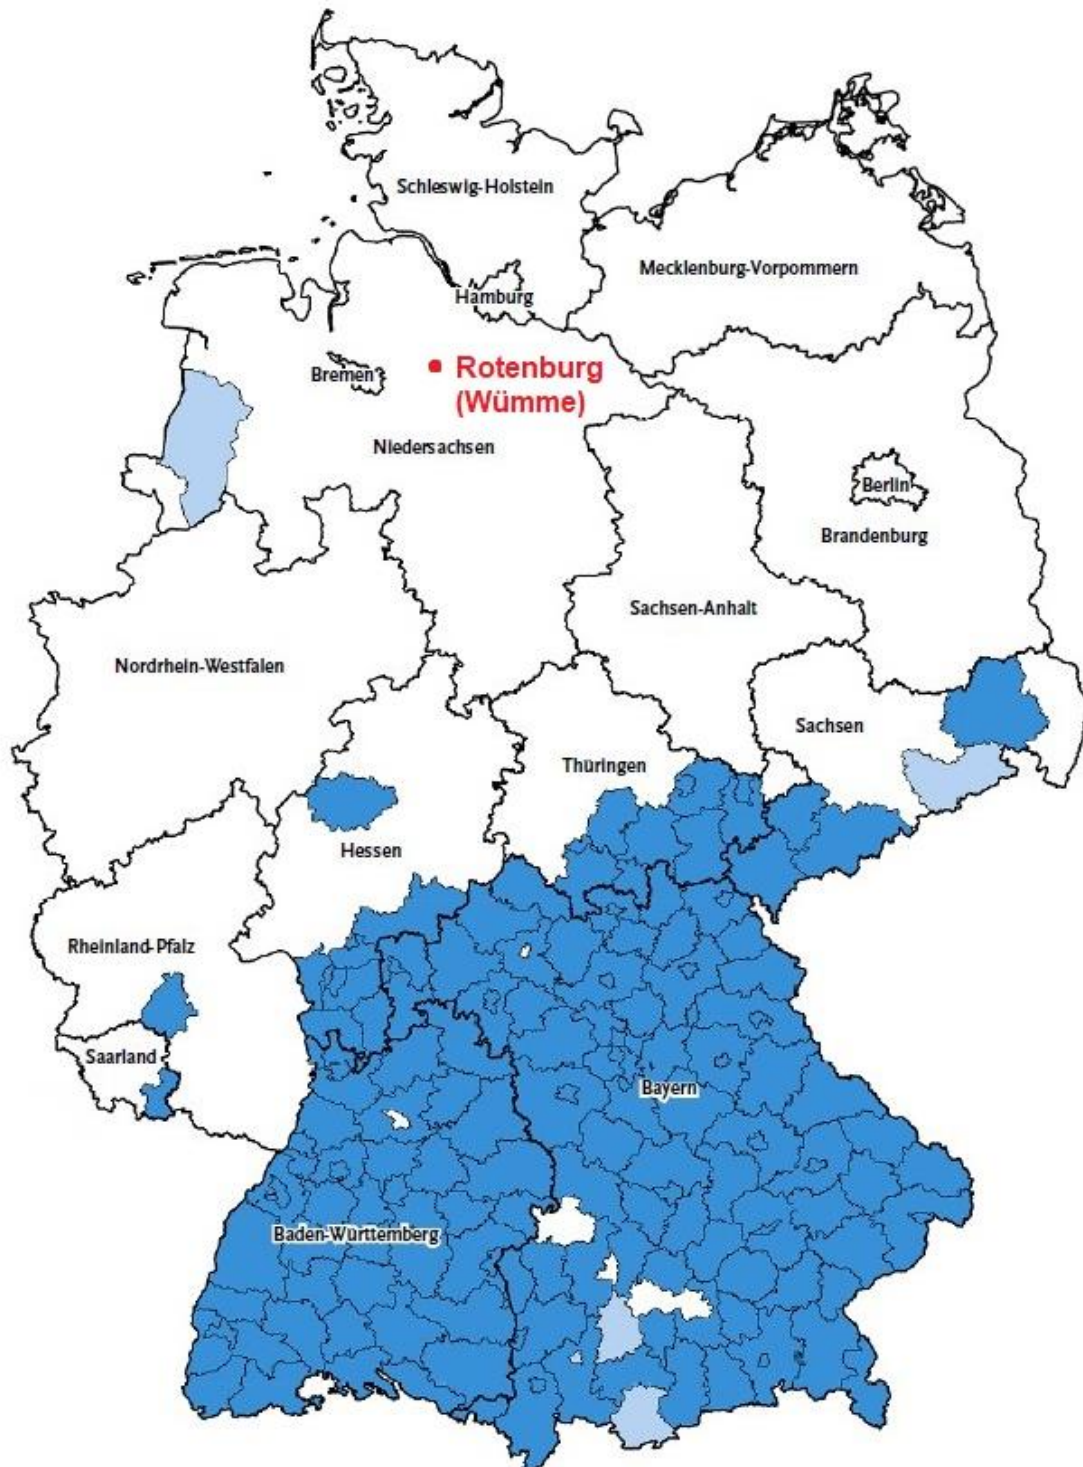 Schleswig-Holstein
Mecklenburg-Vorpommern
Hamburg
Bremen
Rotenburg
(Wümme)
Niedersachsen
Berlin
Brandenburg
Sachsen-Anhalt
Nordrhein-Westfalen
Sachsen
Thüringen
Hessen
Rheinland-Pfalz
Saarland
Bayern
Baden-Württemberg